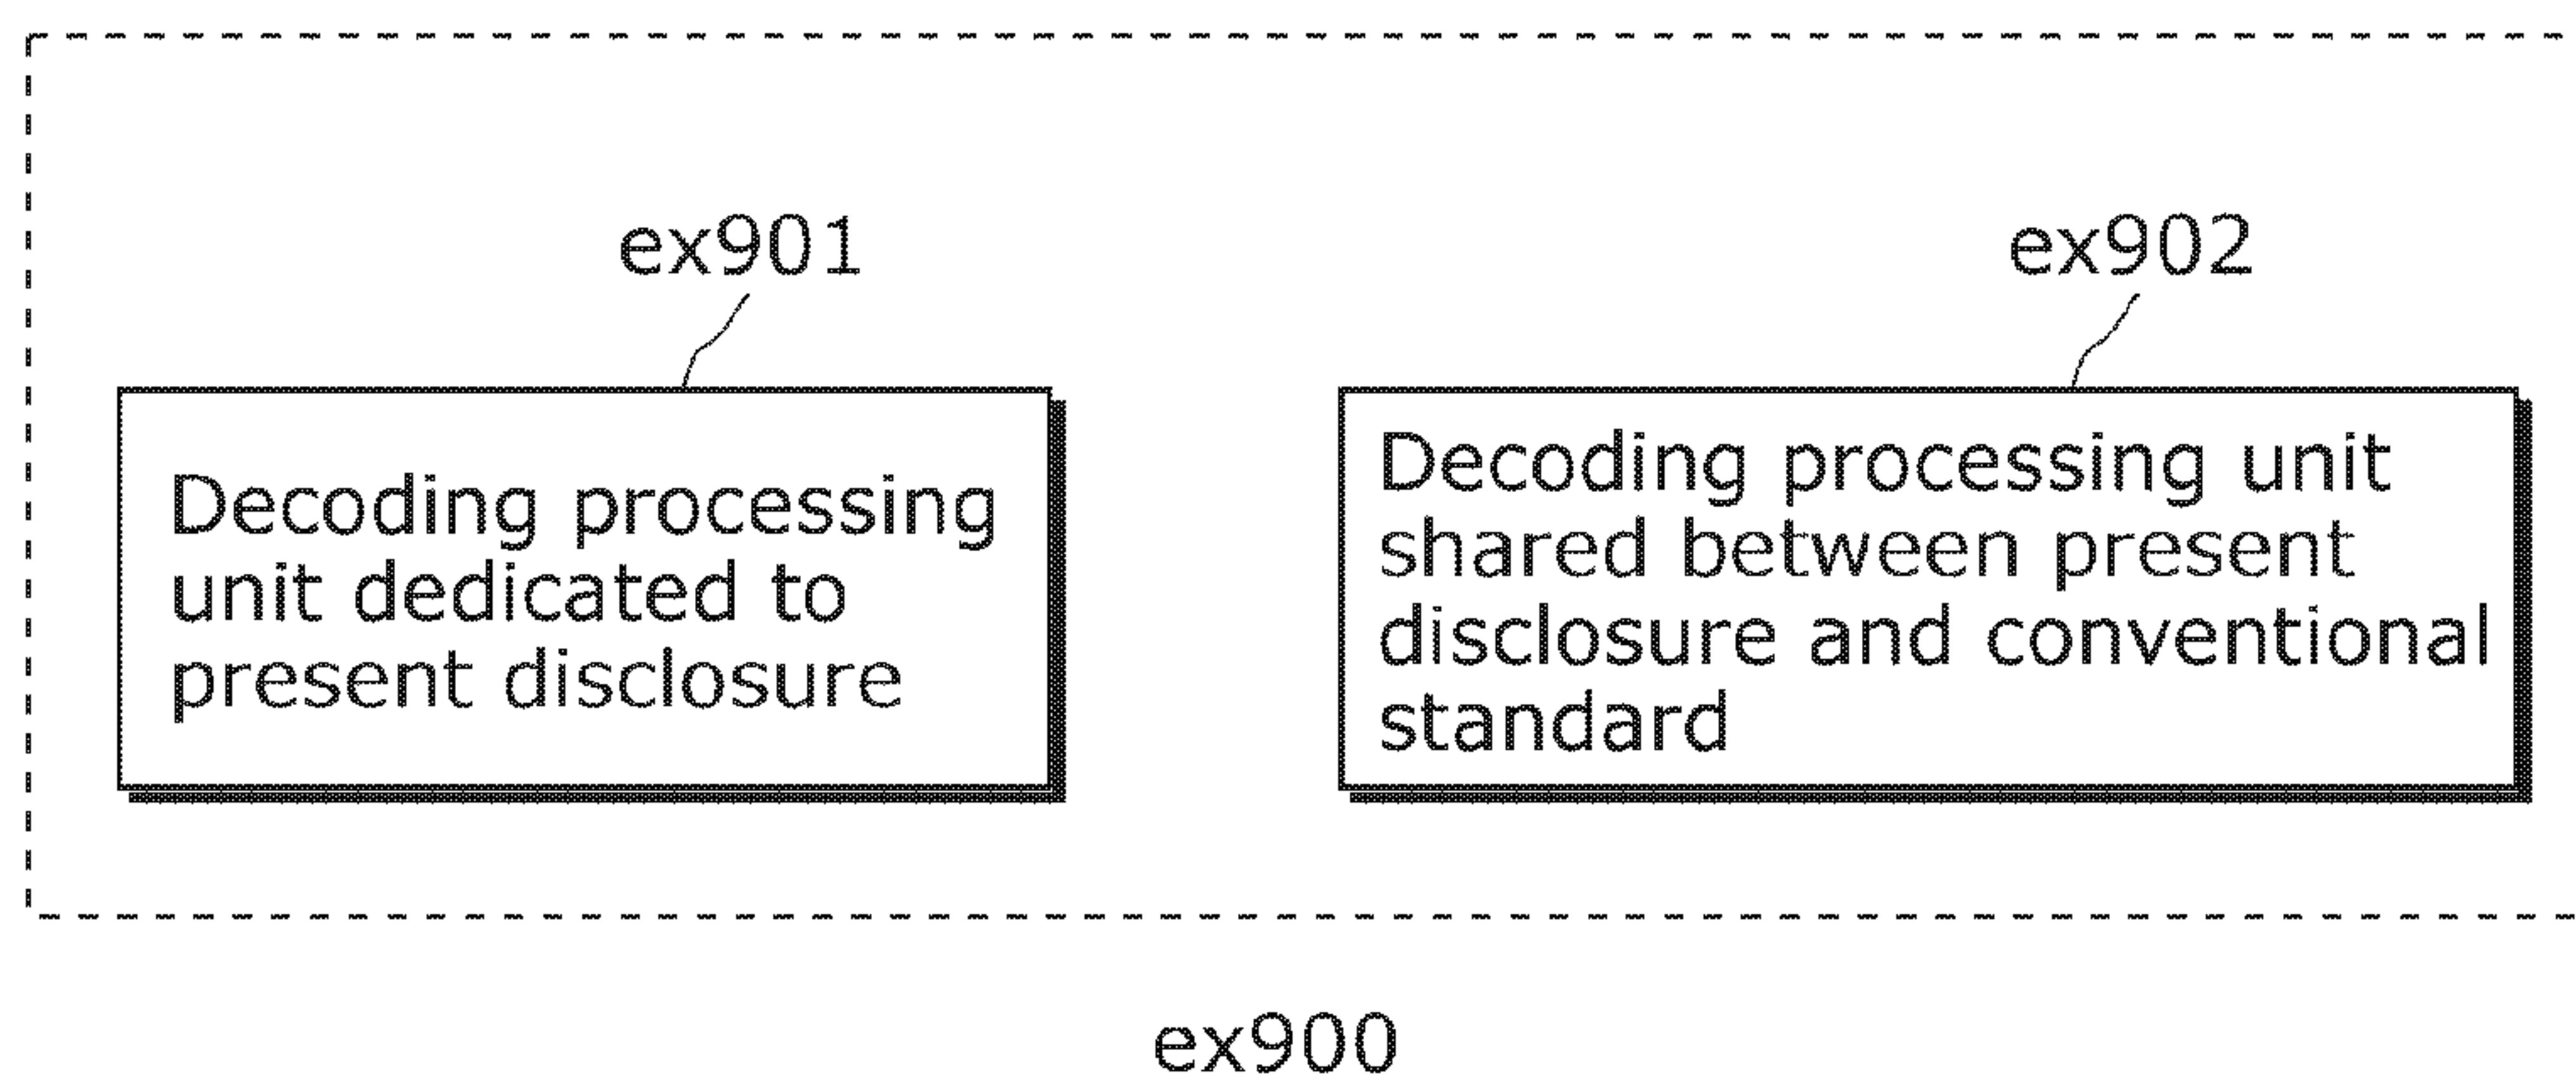 ex901
ex902
Decoding processing
unit dedicated to
present disclosure
Decoding processing unit
shared between present
disclosure and conventional
standard
ex900